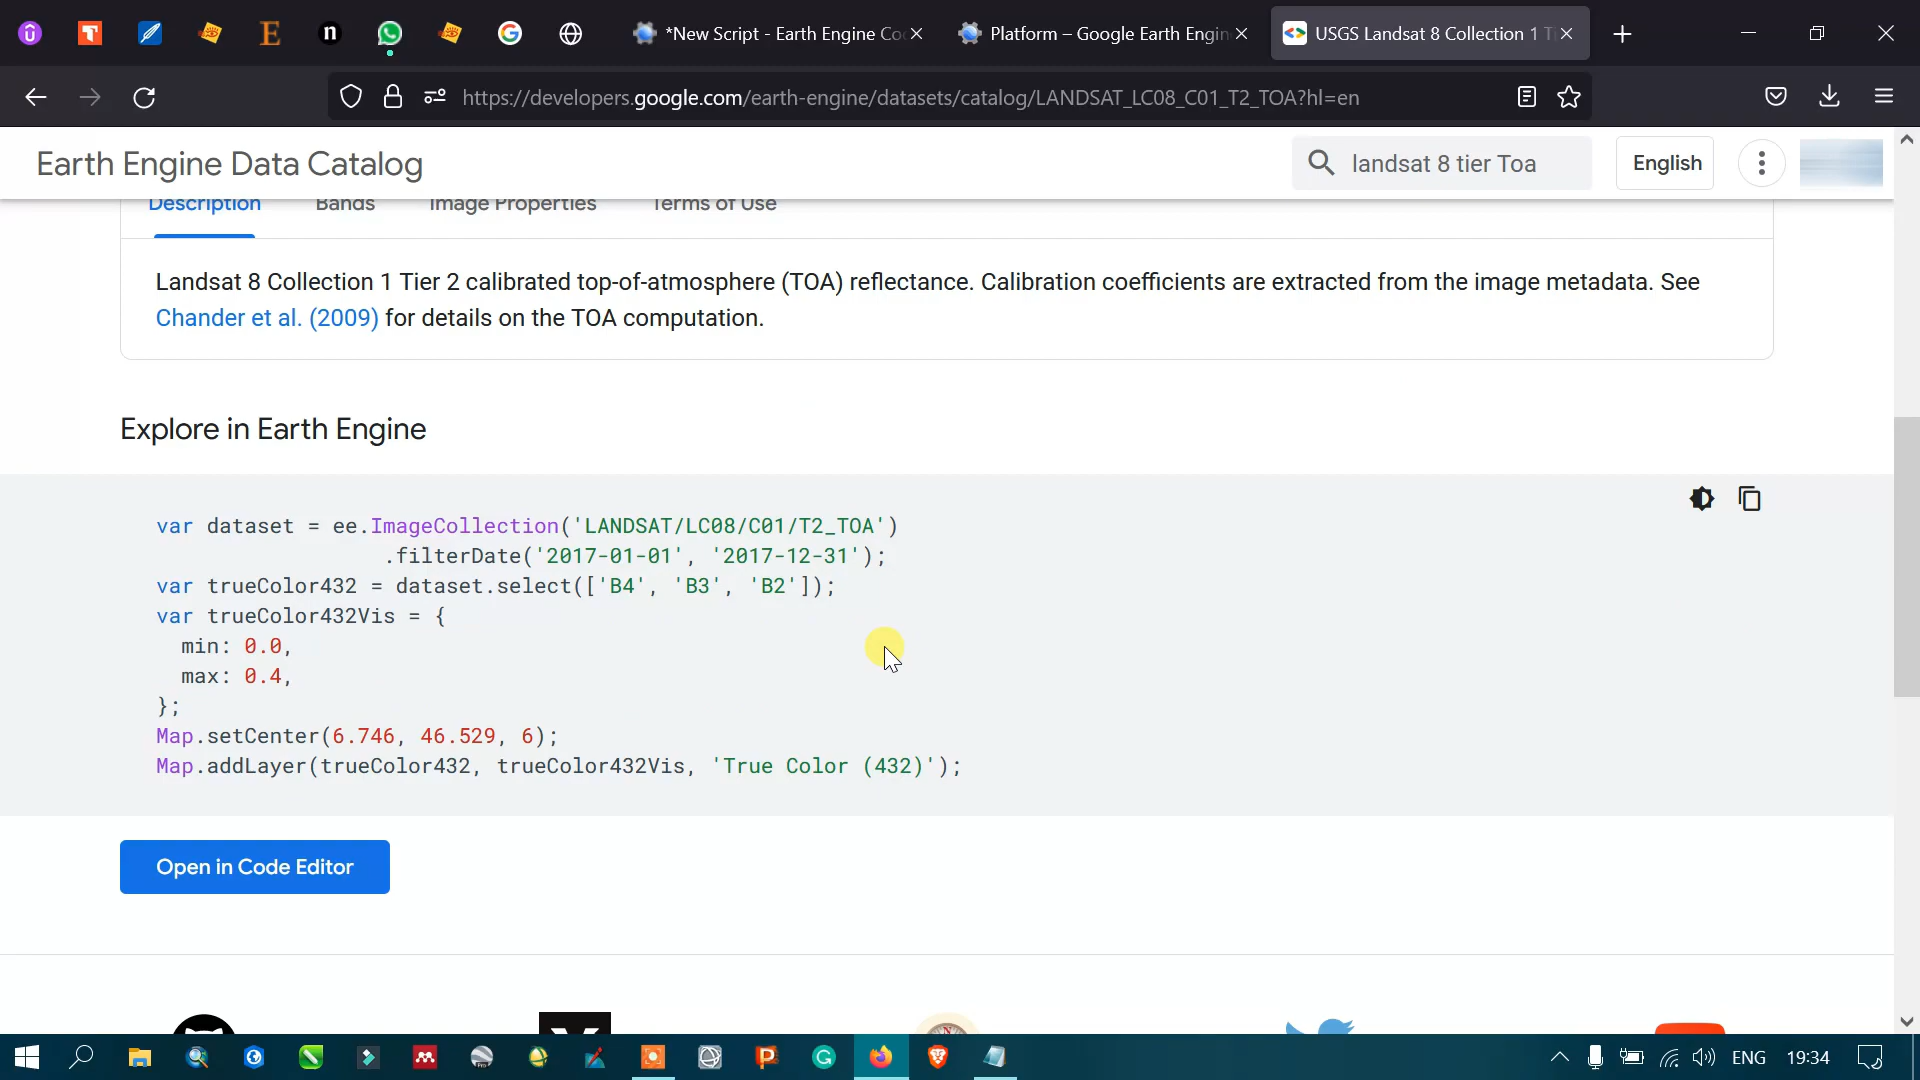 *New Script - Earth Engine Co
Platform – Google Earth Engin
USGS Landsat 8 Collection 1 T
https://developers.google.com/earth-engine/datasets/catalog/LANDSAT_LC08_C01_T2_TOA?hl=en
Earth Engine Data Catalog
landsat 8 tier Toa
English
Description
Bands
Image Properties
Terms of Use
Landsat 8 Collection 1 Tier 2 calibrated top-of-atmosphere (TOA) reflectance. Calibration coefficients are extracted from the image metadata. See
Chander et al. (2009) for details on the TOA computation.
Explore in Earth Engine
var dataset = ee.ImageCollection('LANDSAT/LC08/C01/T2_TOA')
.filterDate('2017-01-01', '2017-12-31');
var trueColor432 = dataset.select(['B4', 'B3', 'B2']);
var trueColor432Vis = {
min: 0.0,
max: 0.4,
};
Map.setCenter(6.746, 46.529, 6);
Map.addLayer(trueColor432, trueColor432Vis, 'True Color (432)');
Open in Code Editor
ENG
19:34